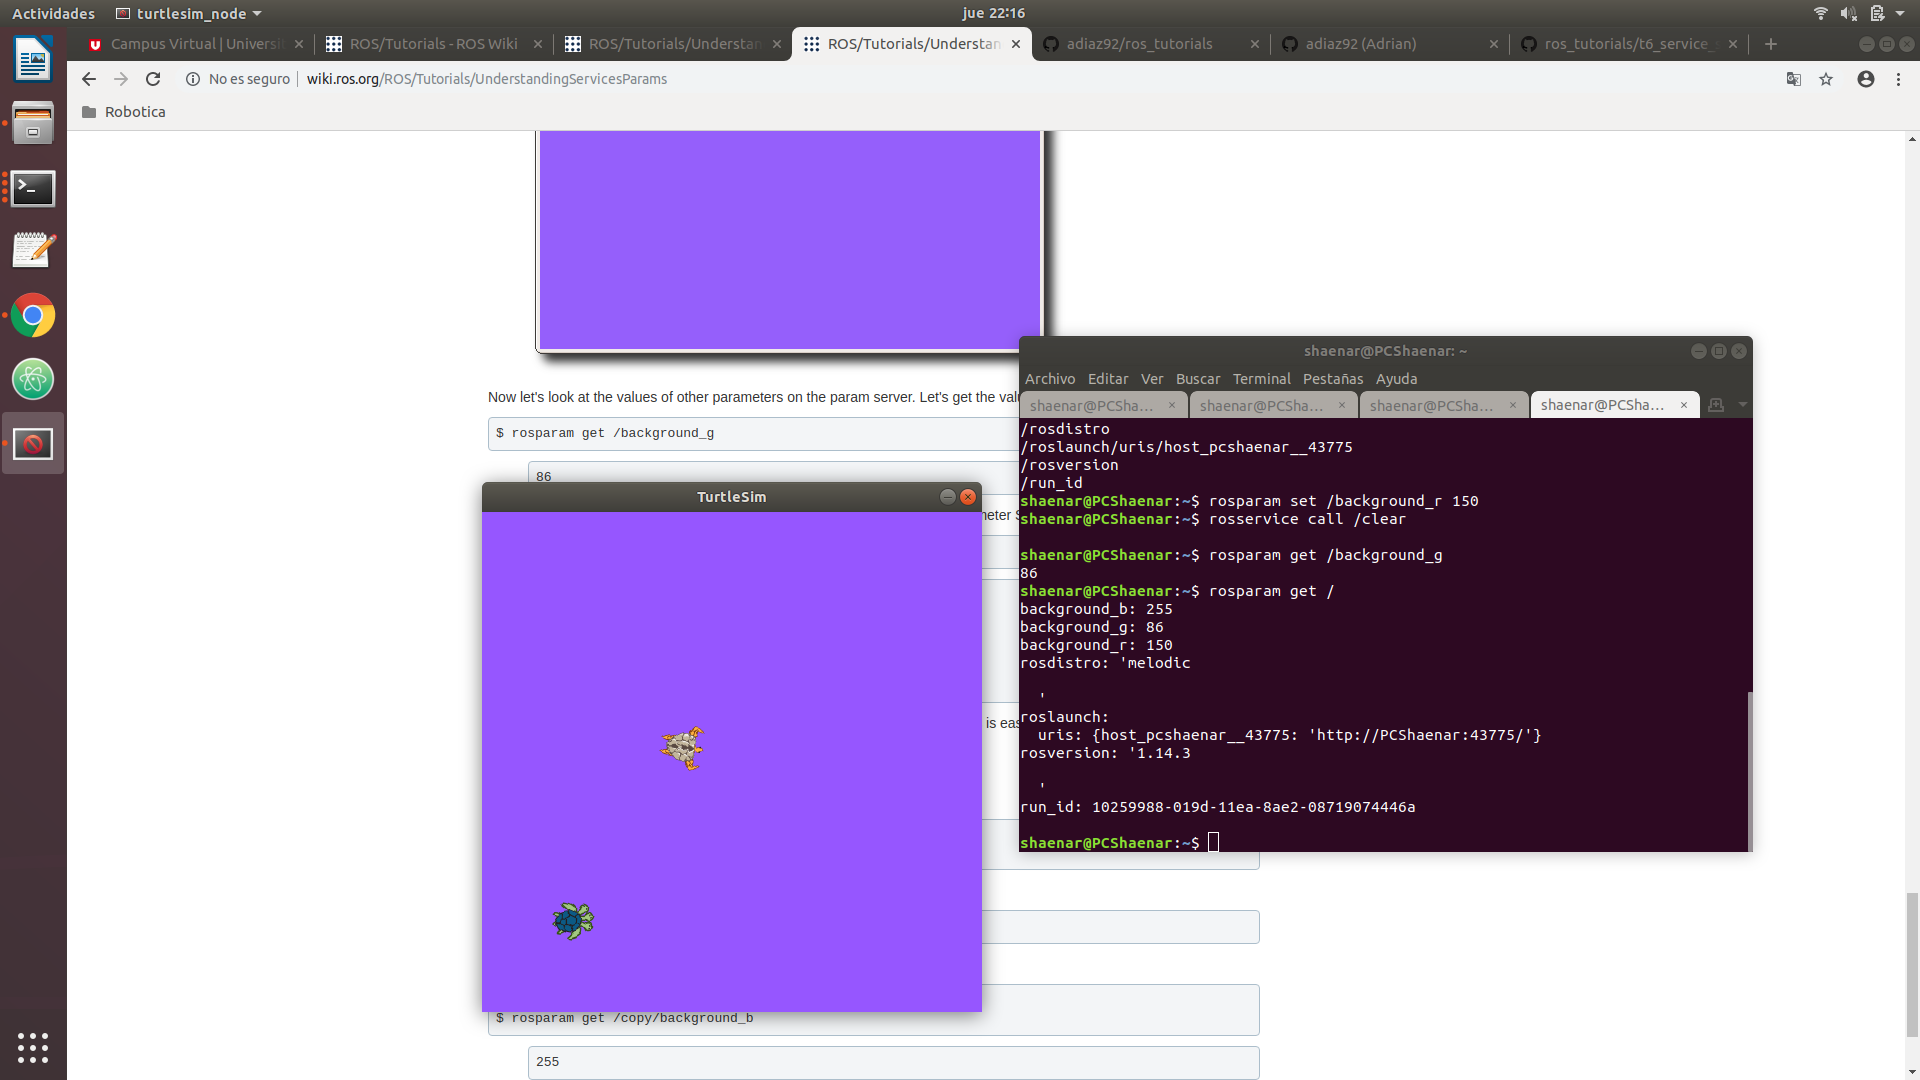 Actividades
turtlesim_node
jue 22:16
Campus Virtual | Universi
ROS/Tutorials - ROS Wiki
ROS/Tutorials/Understan
ROS/Tutorials/Understan
adiaz92/ros_tutorials
adiaz92 (Adrian)
ros_tutorials/t6_service_
No es seguro
wiki.ros.org/ROS/Tutorials/UnderstandingServicesParams
Robotica
Now let's look at the values of other parameters on the param server. Let's get the valu
$ rosparam get /background_g
86
TurtleSim
meter S
is eas
$ rosparam get /copy/background_b
255
shaenar@PCShaenar: ~
Archivo Editar Ver Buscar Terminal Pestañas Ayuda
shaenar@PCSha...
shaenar@PCSha...
shaenar@PCSha...
shaenar@PCSha...
/rosdistro
/roslaunch/uris/host_pcshaenar__43775
/rosversion
/run_id
shaenar@PCShaenar:~$ rosparam set /background_r 150
shaenar@PCShaenar:~$ rosservice call /clear
shaenar@PCShaenar:~$ rosparam get /background_g
86
shaenar@PCShaenar:~$ rosparam get /
background_b: 255
background_g: 86
background_r: 150
rosdistro: 'melodic
'
roslaunch:
uris: {host_pcshaenar__43775: 'http://PCShaenar:43775/'}
rosversion: '1.14.3
'
run_id: 10259988-019d-11ea-8ae2-08719074446a
shaenar@PCShaenar:~$